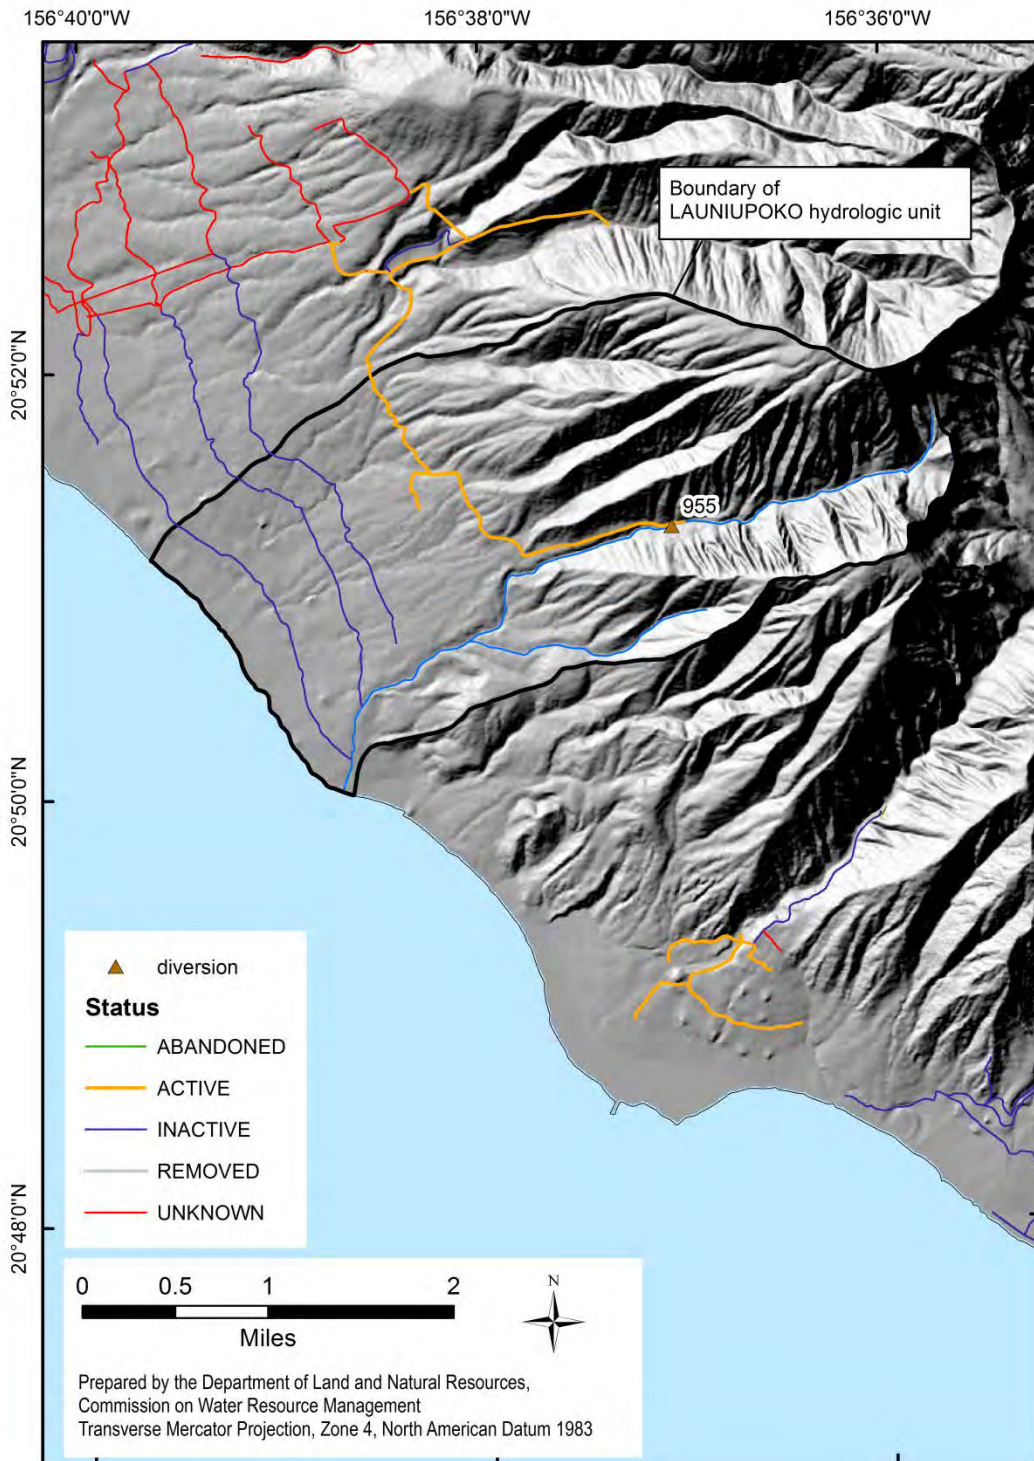 156°40'0"W 156°38'0"W 156°36'0"W
Boundary of
LAUNIUPOKO hydrologic unit
20°52'0"N
955
20°50'0"N
diversion
Status
ABANDONED
ACTIVE
INACTIVE
REMOVED
UNKNOWN
20°48'0"N
0 0.5 1 2
Miles
N
Prepared by the Department of Land and Natural Resources,
Commission on Water Resource Management
Transverse Mercator Projection, Zone 4, North American Datum 1983